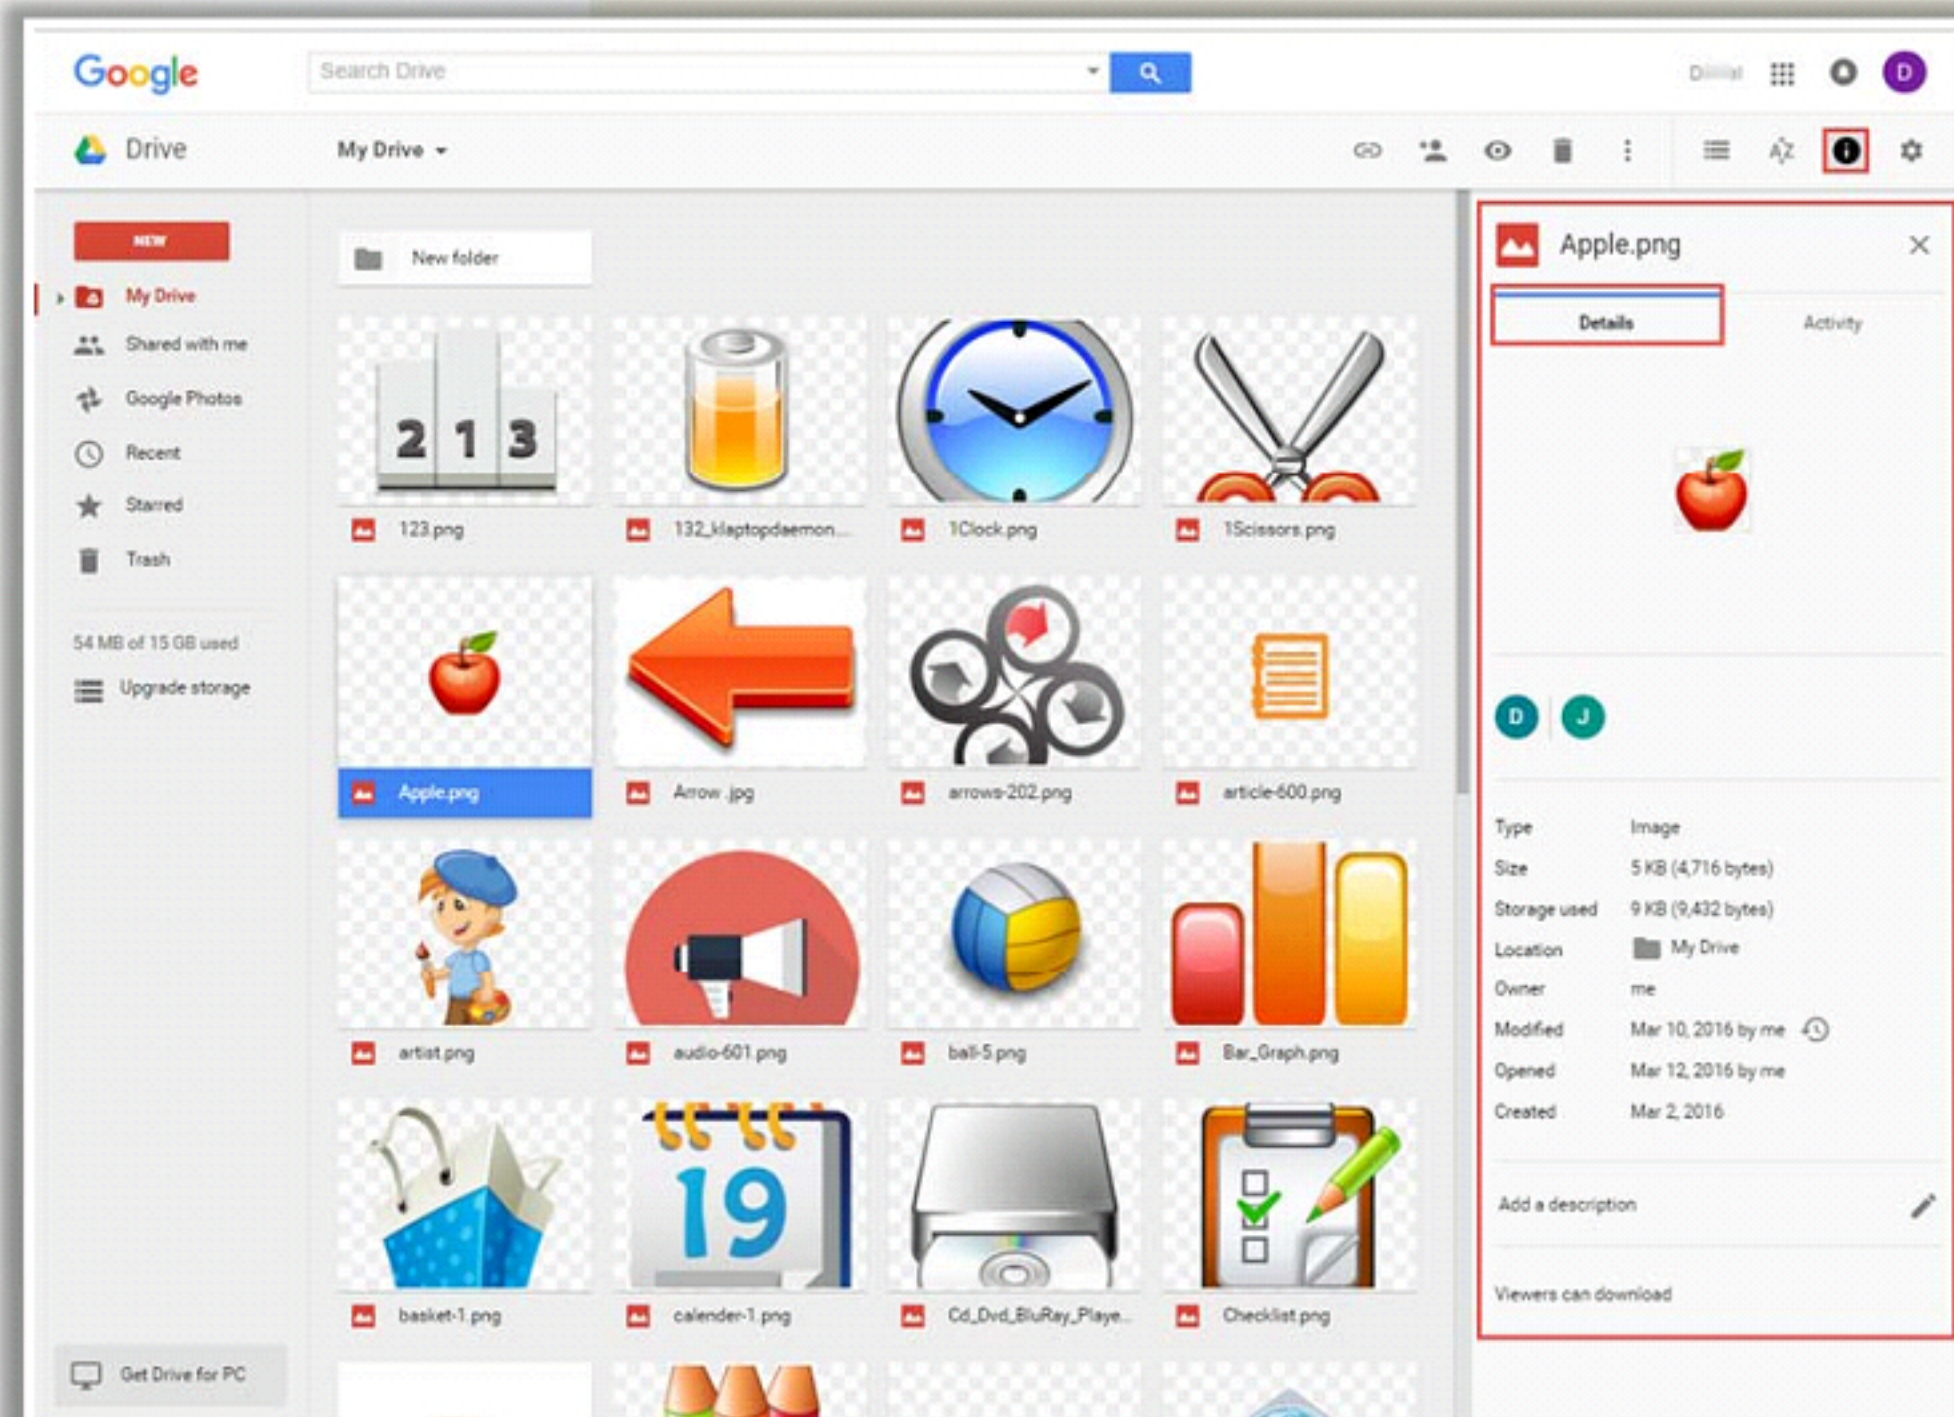 Google
Search Drive
D
Drive
My Drive
AZ
NEW
My Drive
Shared with me
Google Photos
Recent
Starred
Trash
54 MB of 15 GB used
Upgrade storage
Get Drive for PC
New folder
2 1 3
123.png
132_klaptopdaemon...
1Clock.png
1Scissors.png
Apple.png
Arrow .jpg
arrows-202.png
article-600.png
artist.png
audio-601.png
ball-5.png
Bar_Graph.png
19
basket-1.png
calender-1.png
Cd_Dvd_BluRay_Playe...
Checklist.png
Apple.png
Details
Activity
D
J
Type Image
Size 5 KB (4,716 bytes)
Storage used 9 KB (9,432 bytes)
Location My Drive
Owner me
Modified Mar 10, 2016 by me
Opened Mar 12, 2016 by me
Created Mar 2, 2016
Add a description
Viewers can download